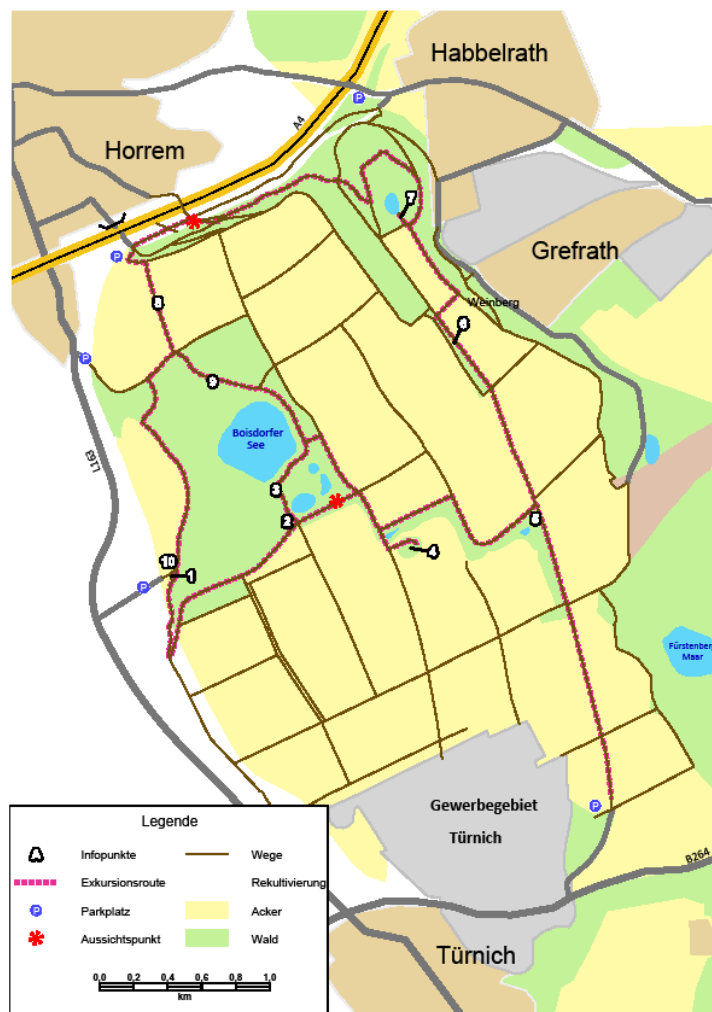 Habbelrath
P
A4
Horrem
7
Grefrath
P
8
Weinberg
6
P
9
Boisdorfer
See
L163
3
2
5
4
10
1
P
Fürstenberg
Maar
P
Gewerbegebiet
Türnich
B264
Türnich
Legende
Infopunkte
Wege
Exkursionsroute
Rekultivierung
P Parkplatz
Acker
Aussichtspunkt
Wald
0,0 0,2 0,4 0,6 0,8 1,0
km